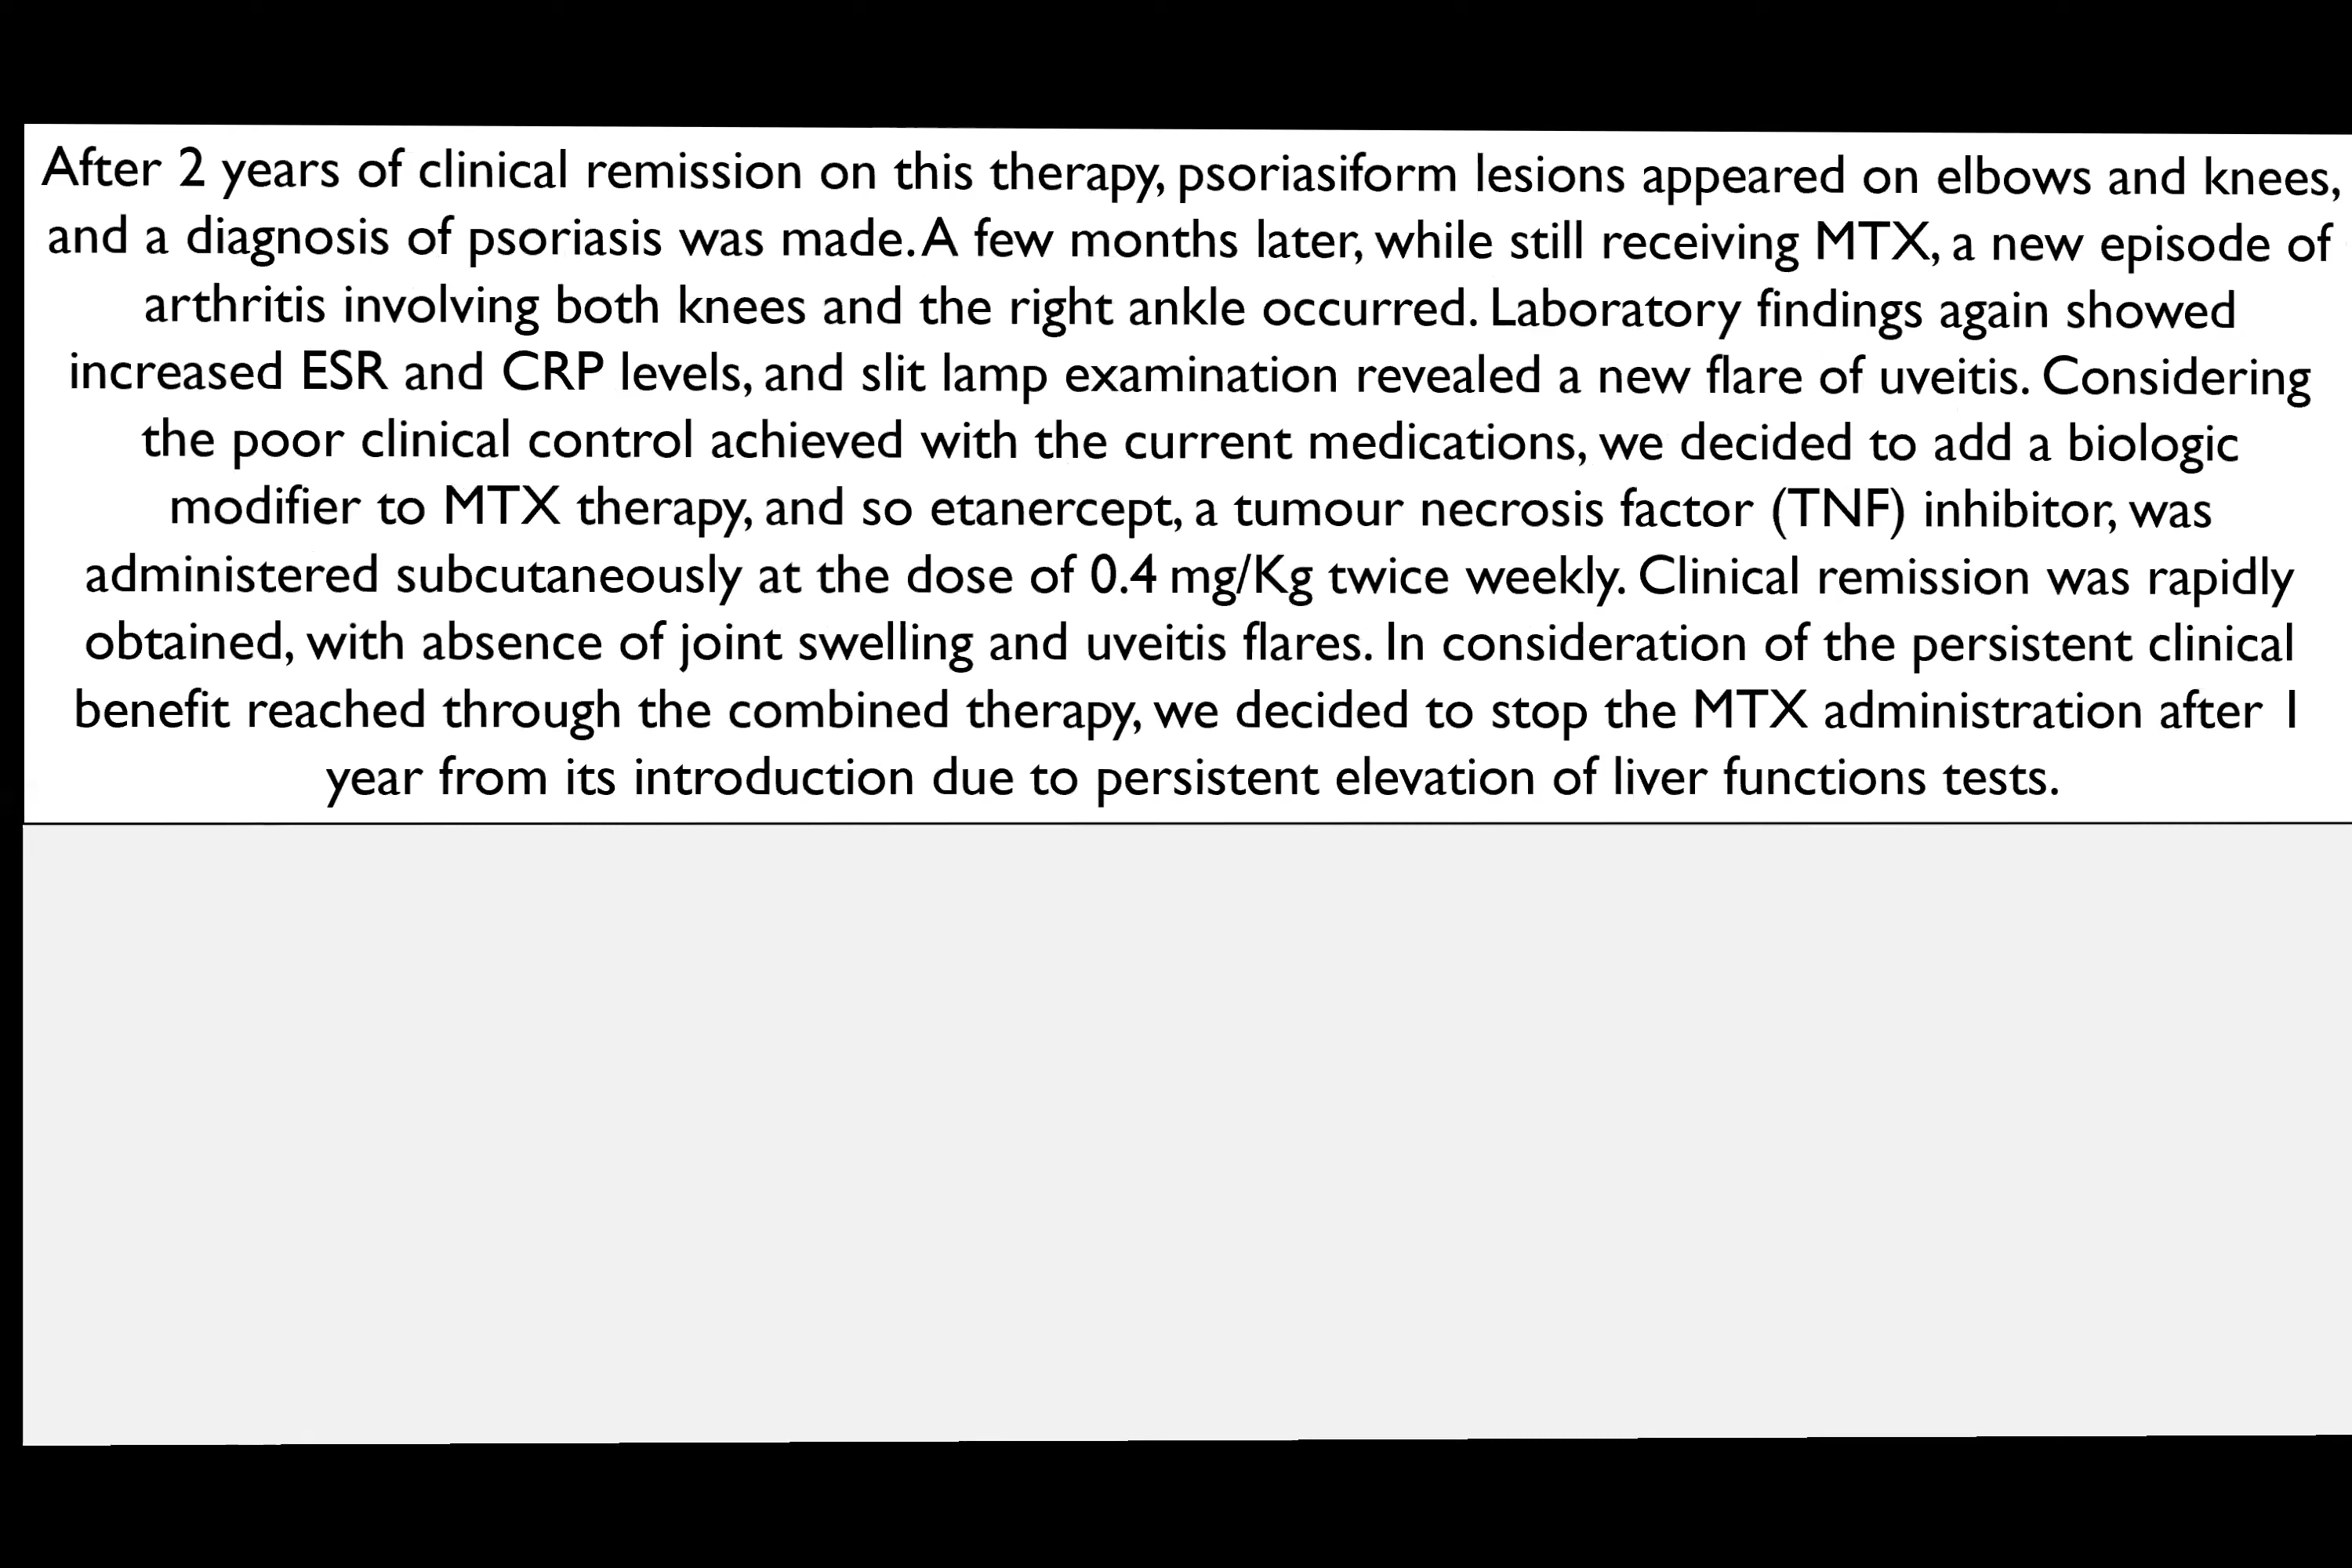 After 2 years of clinical remission on this therapy, psoriasiform lesions appeared on elbows and knees,
and a diagnosis of psoriasis was made. A few months later, while still receiving MTX, a new episode of
arthritis involving both knees and the right ankle occurred. Laboratory findings again showed
increased ESR and CRP levels, and slit lamp examination revealed a new flare of uveitis. Considering
the poor clinical control achieved with the current medications, we decided to add a biologic
modifier to MTX therapy, and so etanercept, a tumour necrosis factor (TNF) inhibitor, was
administered subcutaneously at the dose of 0.4 mg/Kg twice weekly. Clinical remission was rapidly
obtained, with absence of joint swelling and uveitis flares. In consideration of the persistent clinical
benefit reached through the combined therapy, we decided to stop the MTX administration after 1
year from its introduction due to persistent elevation of liver functions tests.